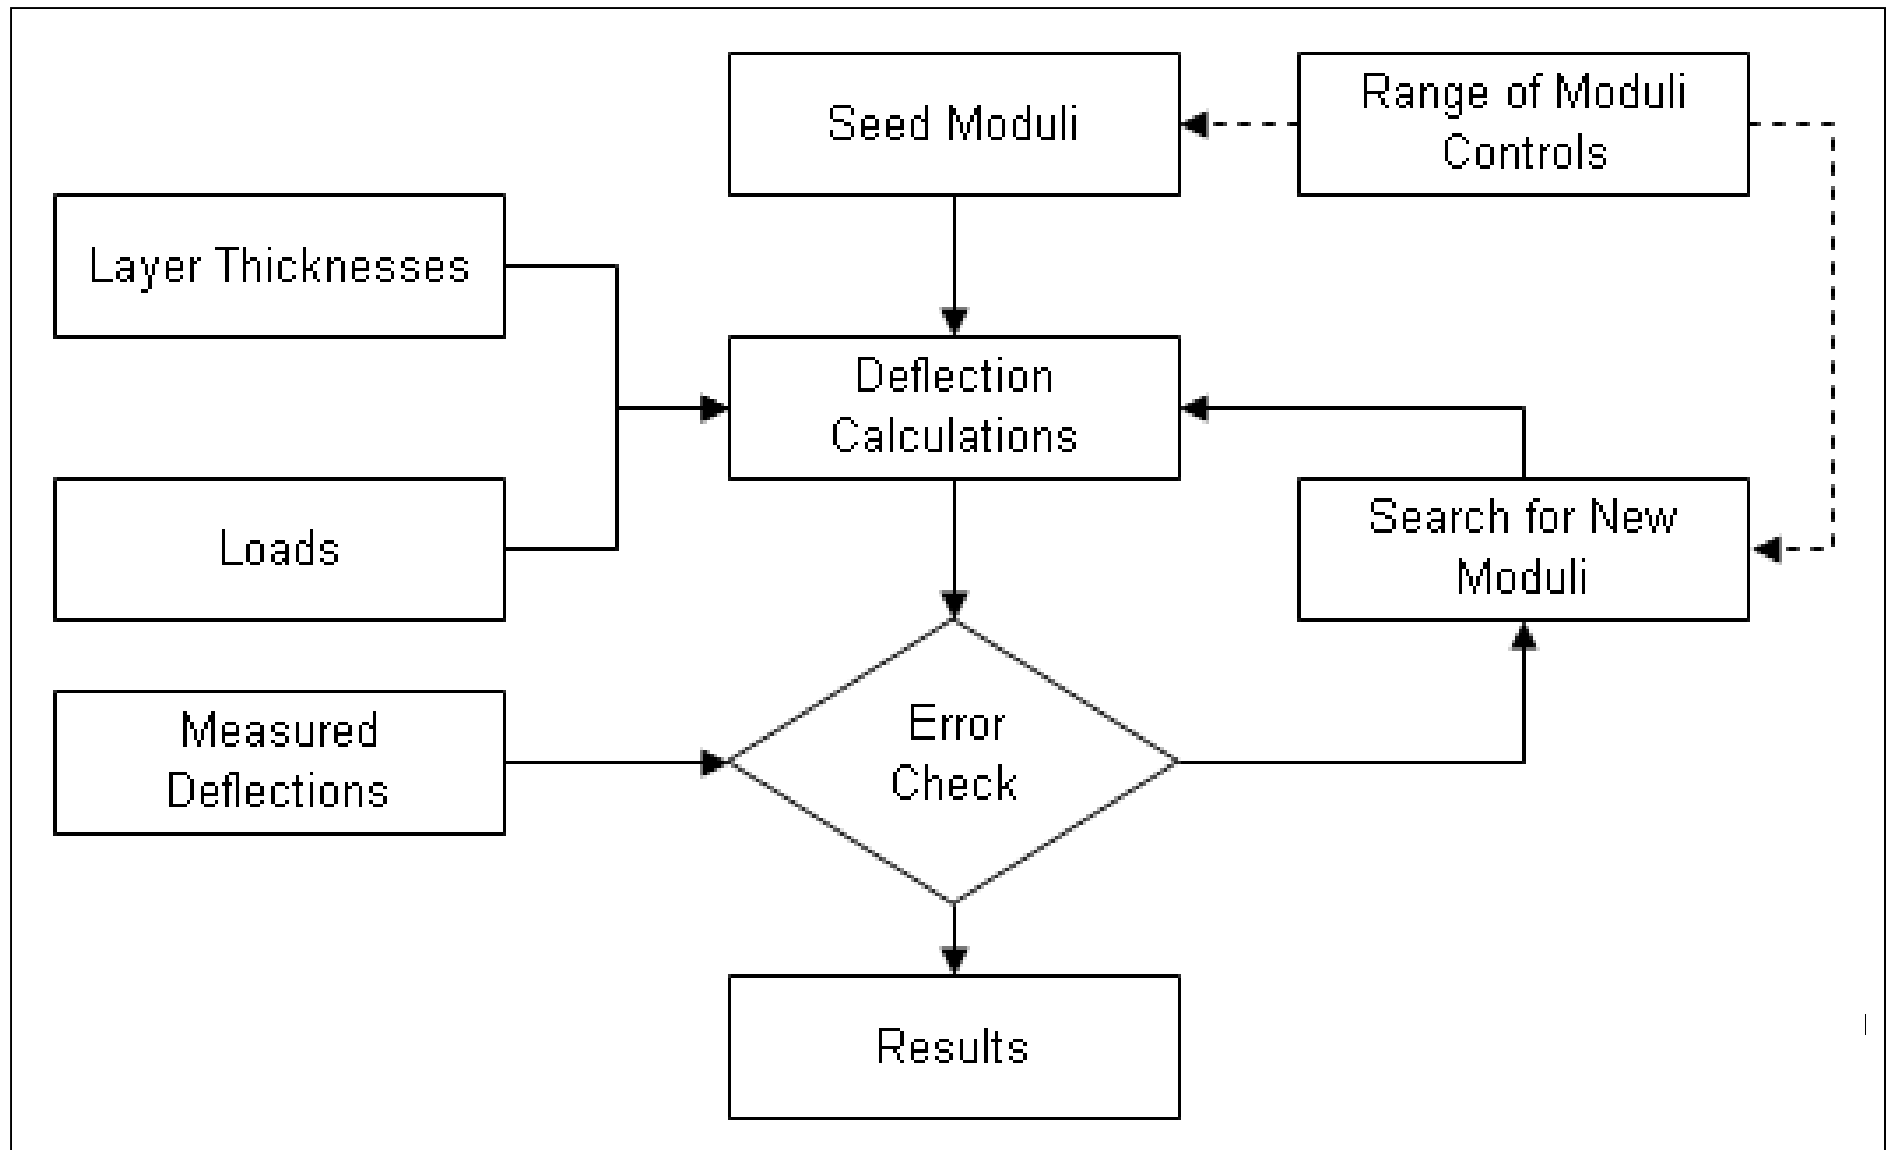 Seed Moduli
Range of Moduli
Controls
Layer Thicknesses
Deflection
Calculations
Loads
Search for New
Moduli
Measured
Deflections
Error
Check
Results